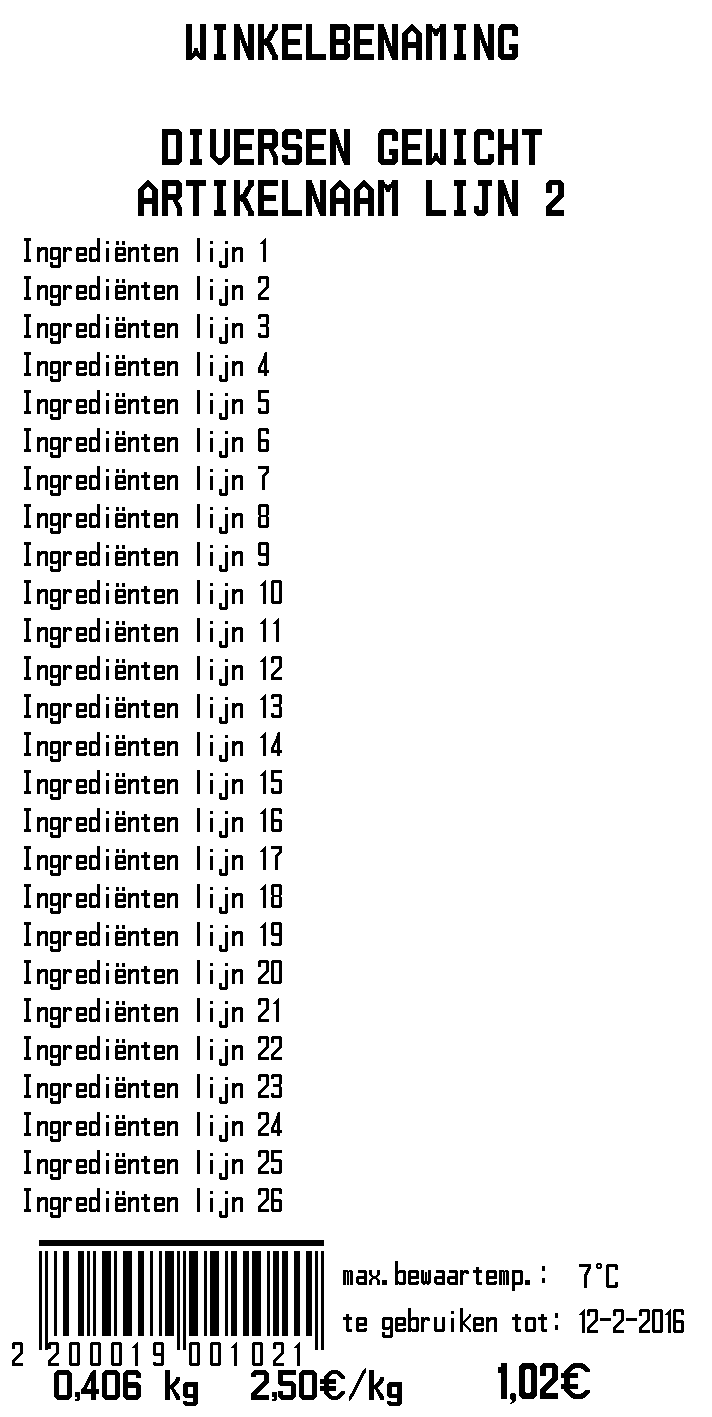 WINKELBENAMING
DIVERSEN GEWICHT
ARTIKELNAAM LIJN 2
Ingrediënten lijn 1
Ingrediënten lijn 2
Ingrediënten lijn 3
Ingrediënten lijn 4
Ingrediënten lijn 5
Ingrediënten lijn 6
Ingrediënten lijn 7
Ingrediënten lijn 8
Ingrediënten lijn 9
Ingrediënten lijn 10
Ingrediënten lijn 11
Ingrediënten lijn 12
Ingrediënten lijn 13
Ingrediënten lijn 14
Ingrediënten lijn 15
Ingrediënten lijn 16
Ingrediënten lijn 17
Ingrediënten lijn 18
Ingrediënten lijn 19
Ingrediënten lijn 20
Ingrediënten lijn 21
Ingrediënten lijn 22
Ingrediënten lijn 23
Ingrediënten lijn 24
Ingrediënten lijn 25
Ingrediënten lijn 26
max.bewaartemp.: 7°C
te gebruiken tot: 12-2-2016
2 200019 001021
0,406 kg 2,50€/kg 1,02€